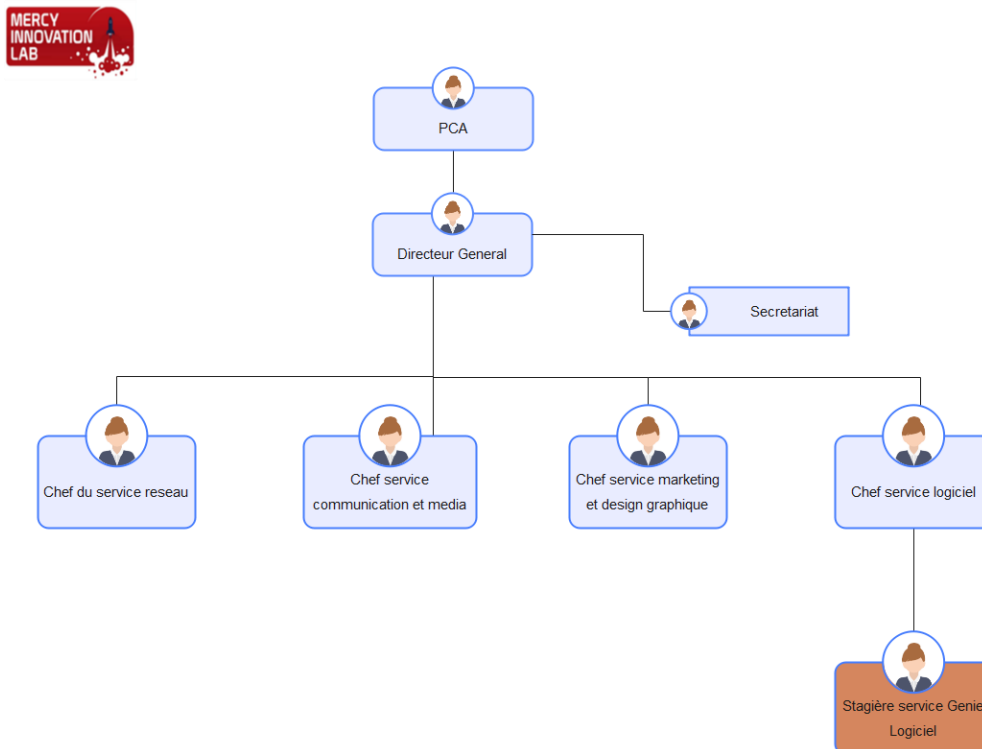 MERCY
INNOVATION
LAB
PCA
Directeur General
Secretariat
Chef du service reseau
Chef service
communication et media
Chef service marketing
et design graphique
Chef service logiciel
Stagière service Genie
Logiciel